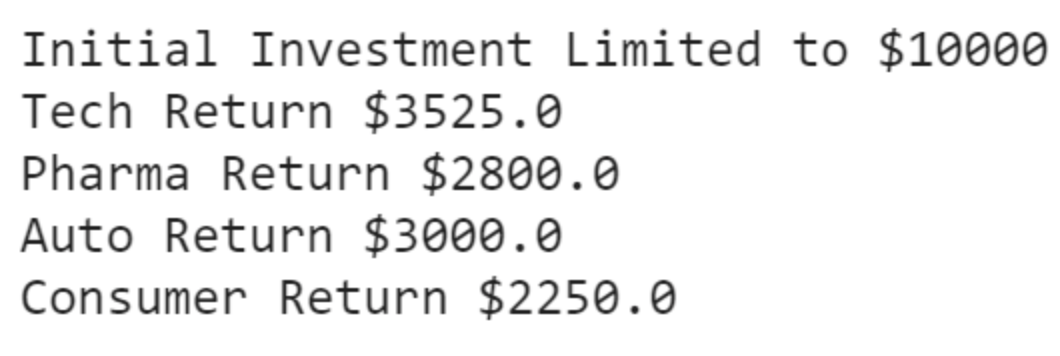 Initial Investment Limited to $10000
Tech Return $3525.0
Pharma Return $2800.0
Auto Return $3000.0
Consumer Return $2250.0